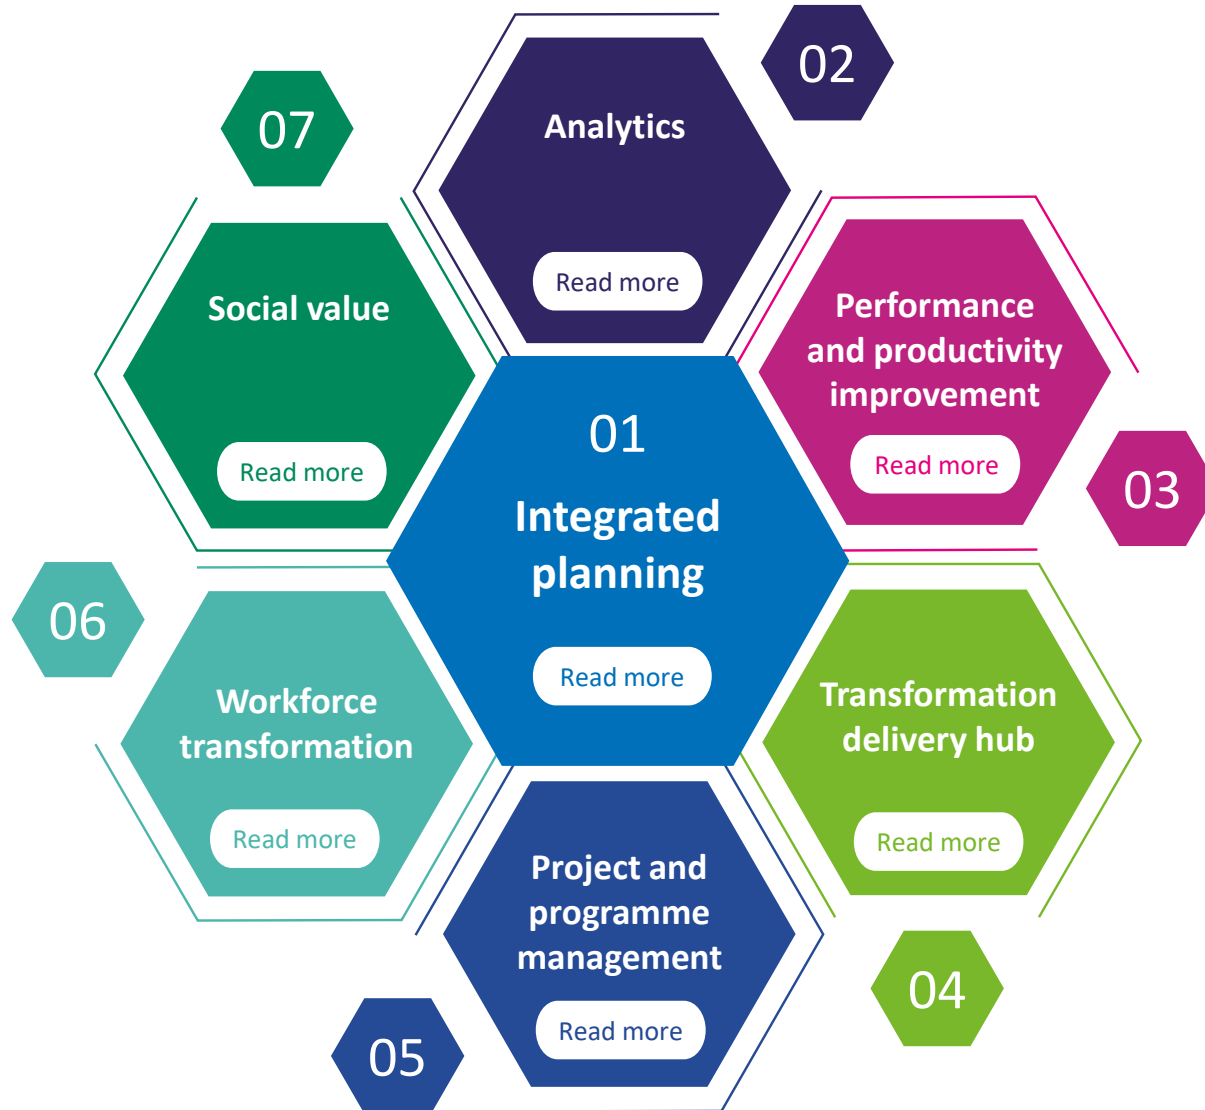 01
Integrated
planning
Read more
02
Analytics
Read more
03
Performance
and productivity
improvement
Read more
04
Transformation
delivery hub
Read more
05
Project and
programme
management
Read more
06
Workforce
transformation
Read more
07
Social value
Read more